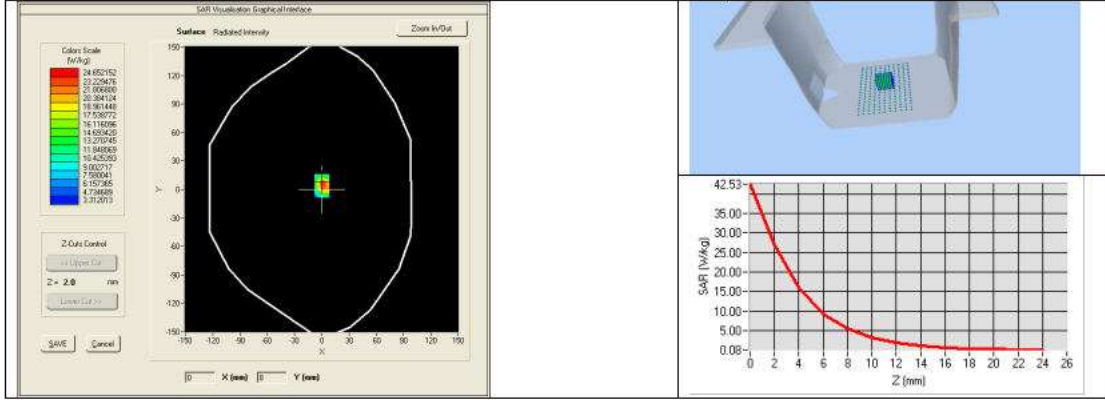 SAR Visualisation Graphical Interface
Surface Radiated Intensity
Zoom In/Out
Colors Scale
(W/kg)
24.652152
23.229476
21.806800
20.384124
18.961448
17.538772
16.116096
14.693420
13.270745
11.848069
10.425393
9.002717
7.580041
6.157365
4.734689
3.312013
Z-Cuts Control
<< Upper Cut
Z = 2.0 mm
Lower Cut >>
SAVE Cancel
150-
120-
90-
60-
30-
0-
-30-
-60-
-90-
-120-
-150-
Y
-150 -120 -90 -60 -30 0 30 60 90 120 150
X
0 X (mm) 0 Y (mm)
42.53-
35.00-
30.00-
25.00-
20.00-
15.00-
10.00-
5.00-
0.08-
SAR (W/kg)
0 2 4 6 8 10 12 14 16 18 20 22 24 26
Z (mm)